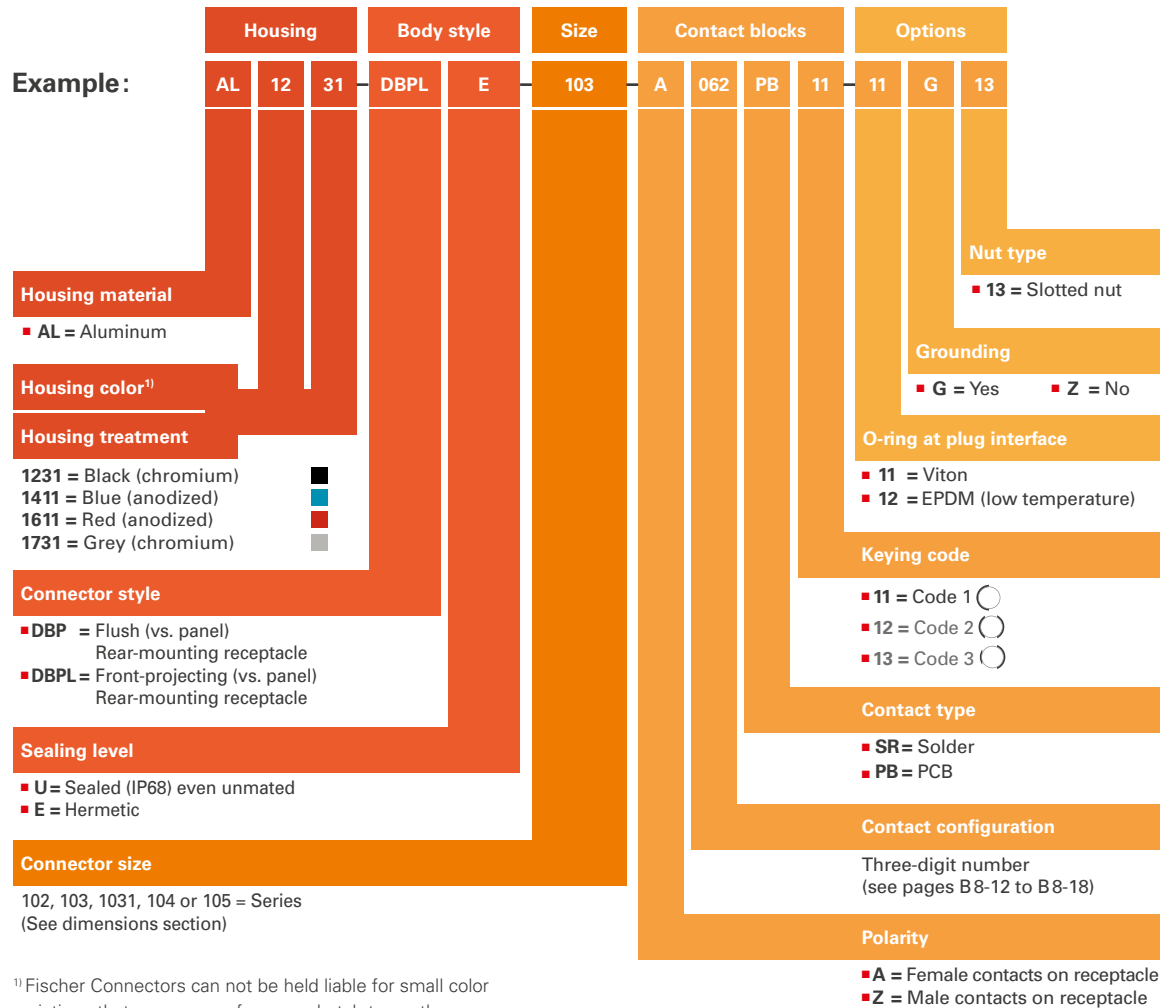 Housing Body style Size Contact blocks Options
Example: AL 12 31 – DBPL E – 103 – A 062 PB 11 – 11 G 13
Nut type
13 = Slotted nut
Housing material
AL = Aluminum
Grounding
G = Yes Z = No
Housing color1)
Housing treatment
1231 = Black (chromium)
1411 = Blue (anodized)
1611 = Red (anodized)
1731 = Grey (chromium)
O-ring at plug interface
11 = Viton
12 = EPDM (low temperature)
Keying code
11 = Code 1
12 = Code 2
13 = Code 3
Connector style
DBP = Flush (vs. panel)
Rear-mounting receptacle
DBPL = Front-projecting (vs. panel)
Rear-mounting receptacle
Contact type
SR = Solder
PB = PCB
Sealing level
U = Sealed (IP68) even unmated
E = Hermetic
Contact configuration
Three-digit number
(see pages B8-12 to B8-18)
Connector size
102, 103, 1031, 104 or 105 = Series
(See dimensions section)
Polarity
A = Female contacts on receptacle
Z = Male contacts on receptacle
1) Fischer Connectors can not be held liable for small color